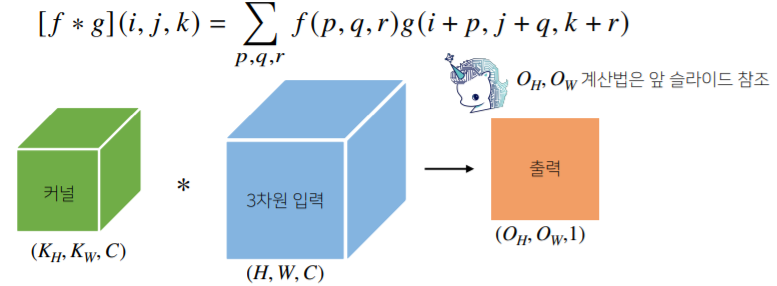 [f * g](i, j, k) = ∑ f(p, q, r)g(i + p, j + q, k + r)
p,q,r
O_H, O_W 계산법은 앞 슬라이드 참조
커널
*
3차원 입력
출력
(K_H, K_W, C)
(H, W, C)
(O_H, O_W,1)